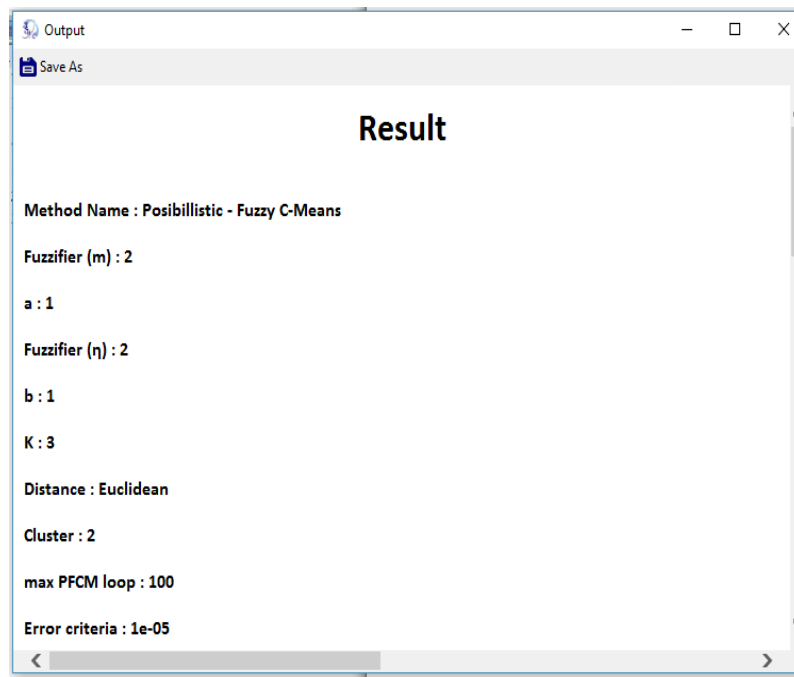 Output
Save As
Result
Method Name : Posibillistic - Fuzzy C-Means
Fuzzifier (m) : 2
a : 1
Fuzzifier (η) : 2
b : 1
K : 3
Distance : Euclidean
Cluster : 2
max PFCM loop : 100
Error criteria : 1e-05